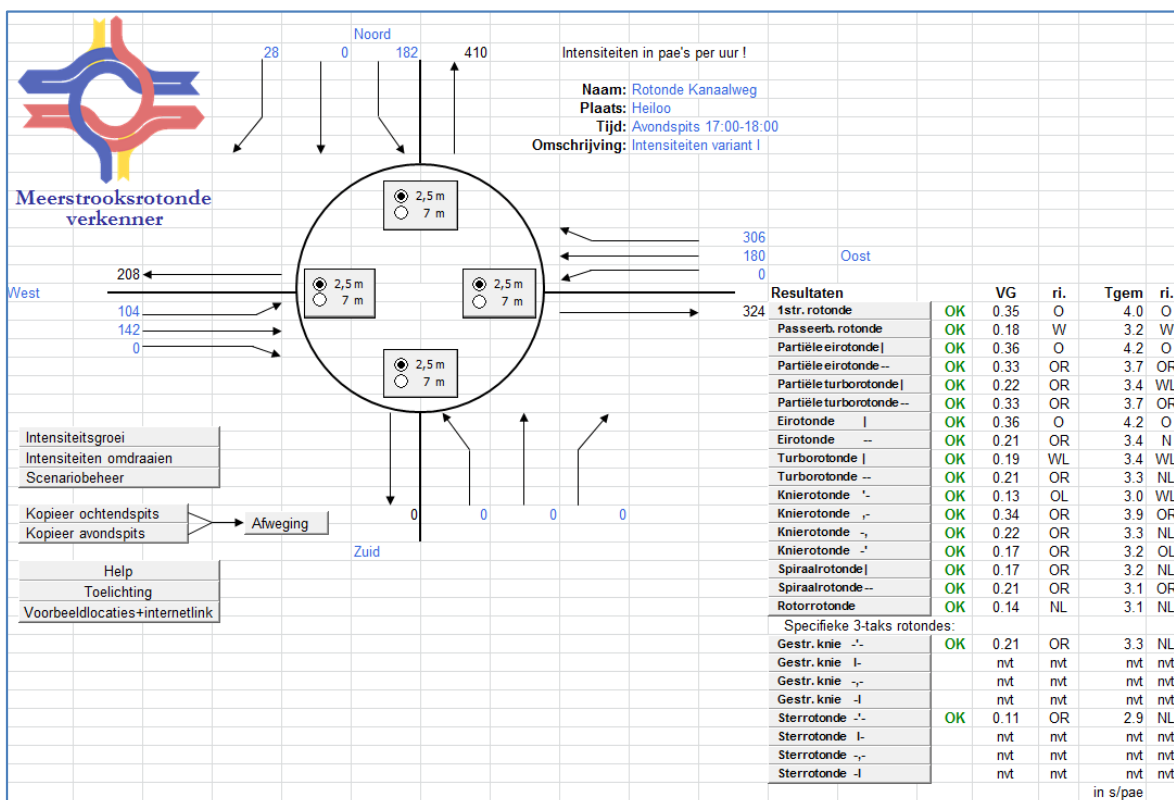 Noord
28 0 182 410 Intensiteiten in pae's per uur !
Naam: Rotonde Kanaalweg
Plaats: Heiloo
Tijd: Avondspits 17:00-18:00
Omschrijving: Intensiteiten variant I
Meerstrooksrotonde
verkenner
2,5 m
7 m
306
180 Oost
0
208
West
2,5 m
7 m
2,5 m
7 m
104
142
0
324
2,5 m
7 m
Intensiteitsgroei
Intensiteiten omdraaien
Scenariobeheer
Kopieer ochtendspits
Kopieer avondspits
Afweging
0 0 0 0
Zuid
Help
Toelichting
Voorbeeldlocaties+internetlink
Resultaten VG ri. Tgem ri.
1str. rotonde OK 0.35 O 4.0 O
Passeerb. rotonde OK 0.18 W 3.2 W
Partiële eirotonde| OK 0.36 O 4.2 O
Partiële eirotonde-- OK 0.33 OR 3.7 OR
Partiële turborotonde| OK 0.22 OR 3.4 WL
Partiële turborotonde-- OK 0.33 OR 3.7 OR
Eirotonde | OK 0.36 O 4.2 O
Eirotonde -- OK 0.21 OR 3.4 N
Turborotonde | OK 0.19 WL 3.4 WL
Turborotonde -- OK 0.21 OR 3.3 NL
Knierotonde '- OK 0.13 OL 3.0 WL
Knierotonde ,- OK 0.34 OR 3.9 OR
Knierotonde -, OK 0.22 OR 3.3 NL
Knierotonde -' OK 0.17 OR 3.2 OL
Spiraalrotonde| OK 0.17 OR 3.2 NL
Spiraalrotonde-- OK 0.21 OR 3.1 OR
Rotorrotonde OK 0.14 NL 3.1 NL
Specifieke 3-taks rotondes:
Gestr. knie -'- OK 0.21 OR 3.3 NL
Gestr. knie I- nvt nvt nvt nvt
Gestr. knie -,- nvt nvt nvt nvt
Gestr. knie -I nvt nvt nvt nvt
Sterrotonde -'- OK 0.11 OR 2.9 NL
Sterrotonde I- nvt nvt nvt nvt
Sterrotonde -,- nvt nvt nvt nvt
Sterrotonde -I nvt nvt nvt nvt
in s/pae